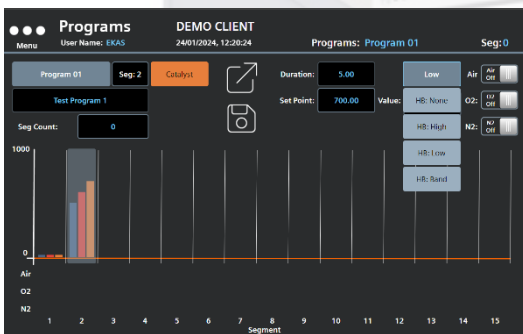 Programs
DEMO CLIENT
Menu
User Name: EKAS
24/01/2024, 12:20:24
Programs: Program 01
Seg: 0
Program 01
Seg: 2
Catalyst
Duration:
5.00
Low
Air
Air Off
Test Program 1
Set Point:
700.00
Value:
HB: None
O2:
O2 Off
Seg Count:
0
HB: High
N2:
N2 Off
HB: Low
HB: Band
1000
0
Air
O2
N2
1 2 3 4 5 6 7 8 9 10 11 12 13 14 15
Segment